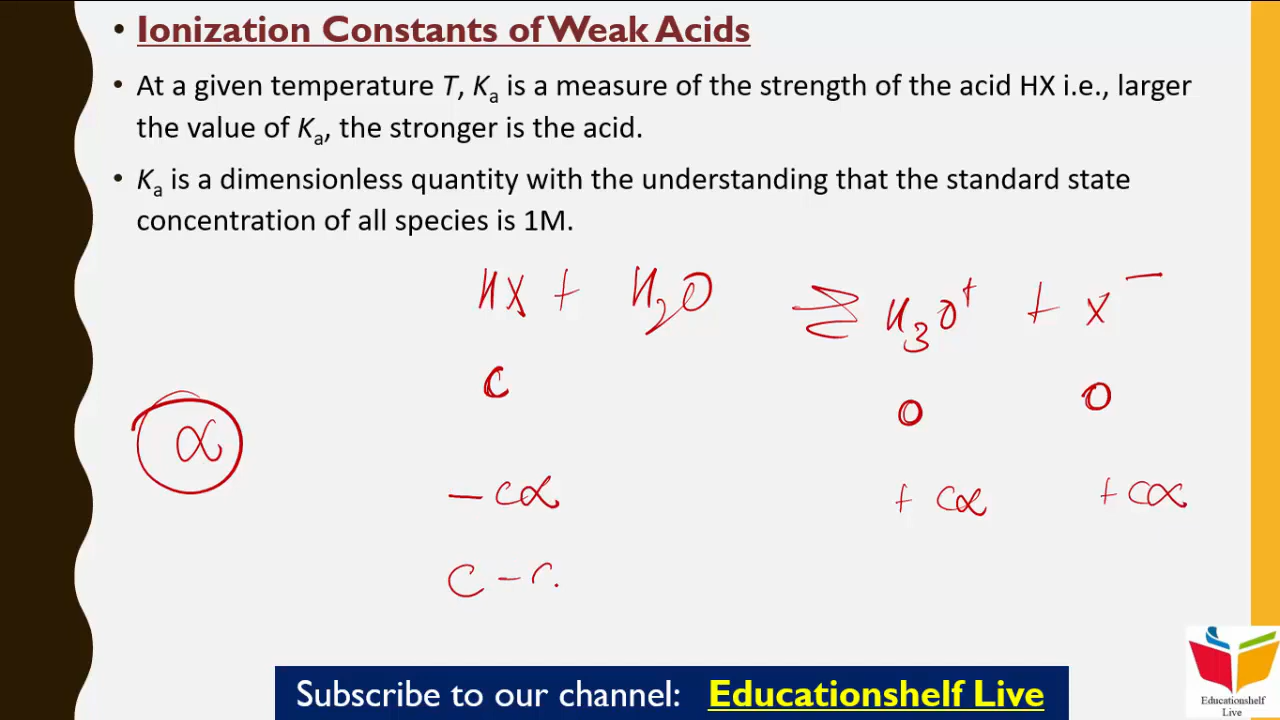 • Ionization Constants of Weak Acids
• At a given temperature T, Ka is a measure of the strength of the acid HX i.e., larger
the value of Ka, the stronger is the acid.
• Ka is a dimensionless quantity with the understanding that the standard state
concentration of all species is 1M.
HX + H2O ⇌ H3O+ + X−
C 0 0
α
− Cα + Cα + Cα
C −
Subscribe to our channel: Educationshelf Live
Educationshelf
Live